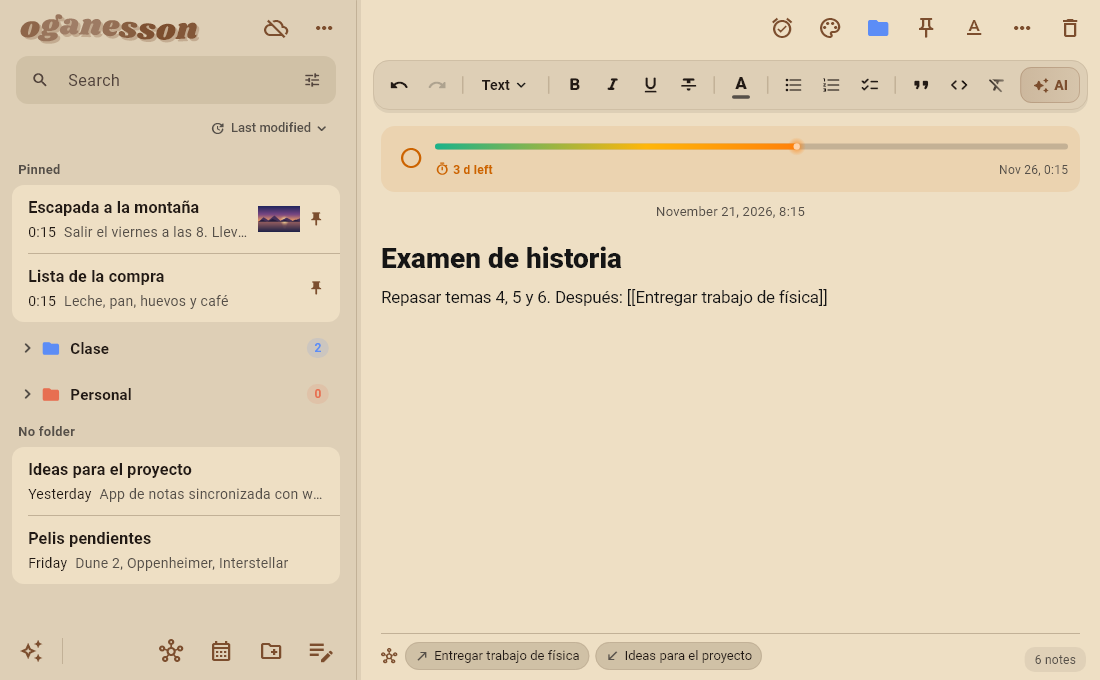 oganesson
Search
Last modified
Pinned
Escapada a la montaña
0:15 Salir el viernes a las 8. Llev…
Lista de la compra
0:15 Leche, pan, huevos y café
Clase 2
Personal 0
No folder
Ideas para el proyecto
Yesterday App de notas sincronizada con w…
Pelis pendientes
Friday Dune 2, Oppenheimer, Interstellar
Text B I U S A AI
3 d left Nov 26, 0:15
November 21, 2026, 8:15
Examen de historia
Repasar temas 4, 5 y 6. Después: [[Entregar trabajo de física]]
Entregar trabajo de física Ideas para el proyecto
6 notes